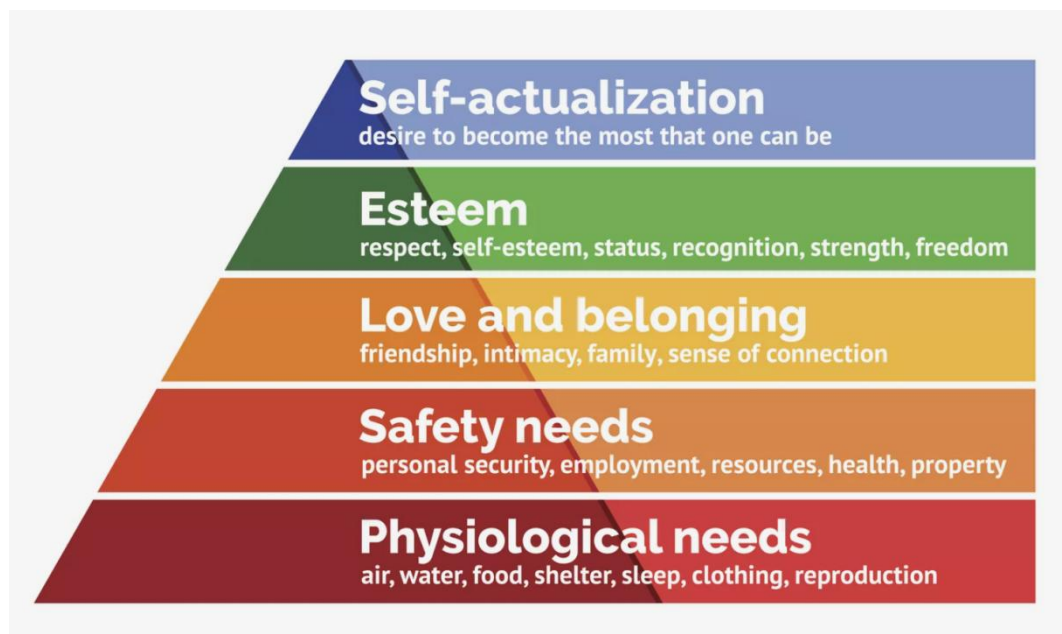 Self-actualization
desire to become the most that one can be
Esteem
respect, self-esteem, status, recognition, strength, freedom
Love and belonging
friendship, intimacy, family, sense of connection
Safety needs
personal security, employment, resources, health, property
Physiological needs
air, water, food, shelter, sleep, clothing, reproduction